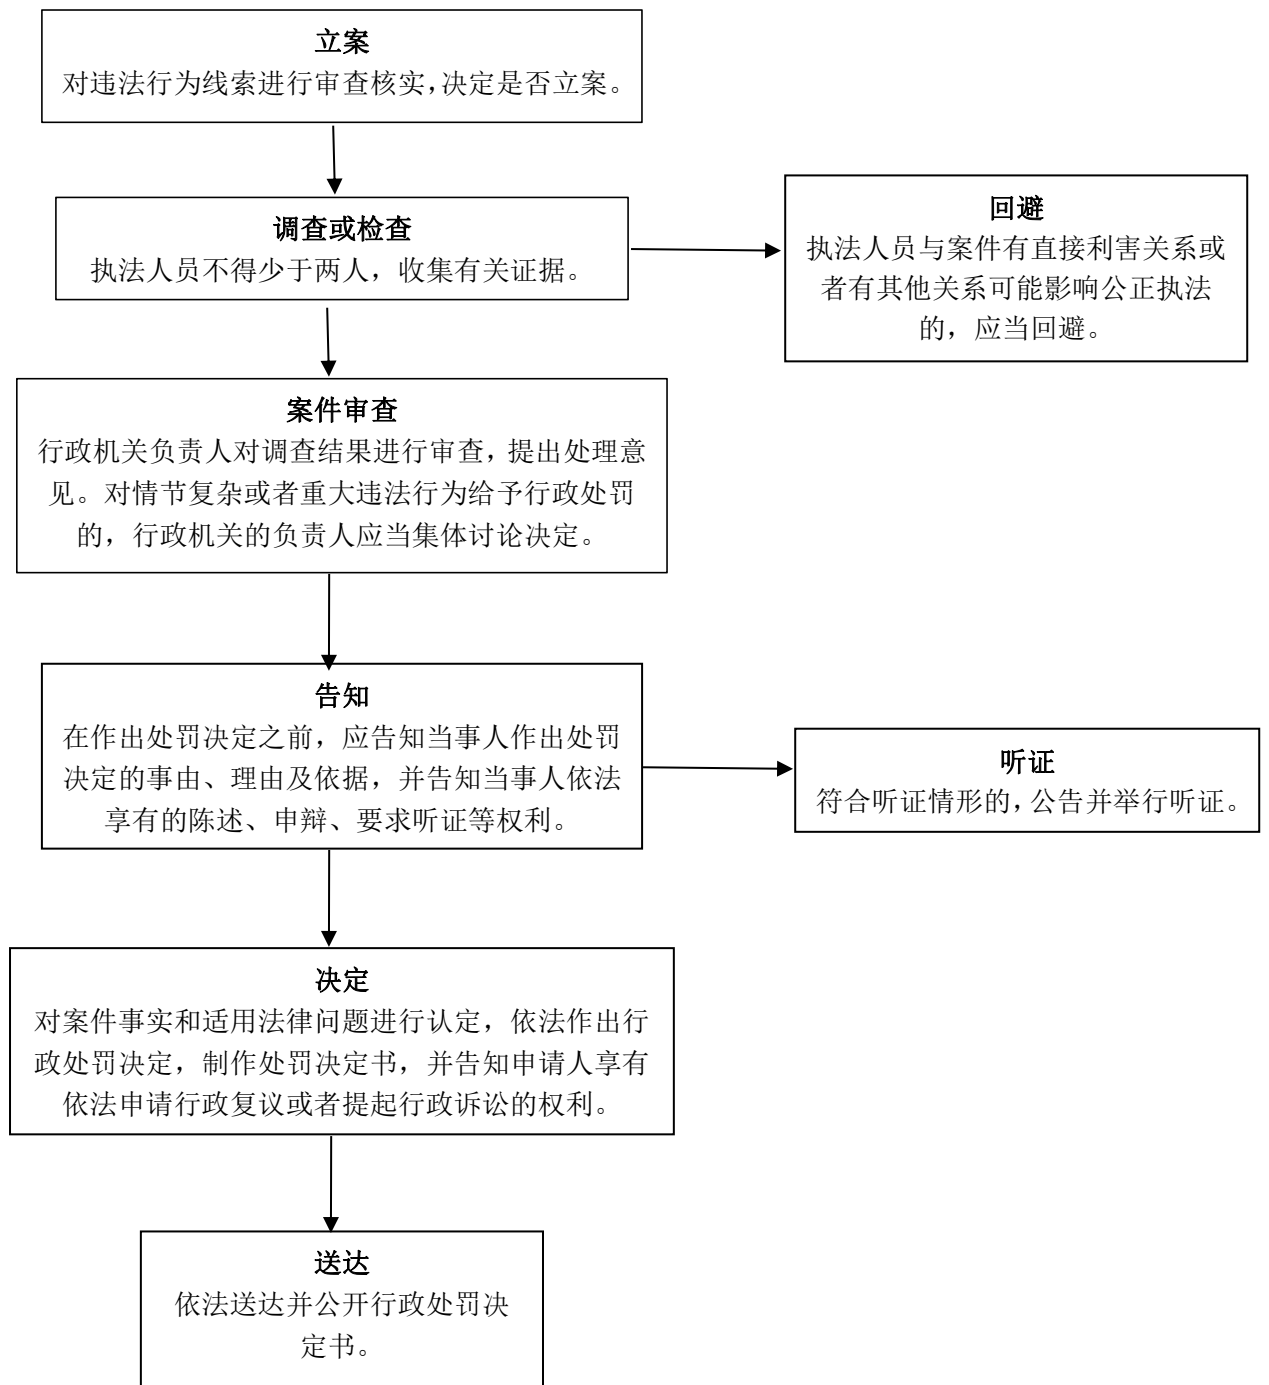 立案
对违法行为线索进行审查核实，决定是否立案。
调查或检查
执法人员不得少于两人，收集有关证据。
回避
执法人员与案件有直接利害关系或
者有其他关系可能影响公正执法
的，应当回避。
案件审查
行政机关负责人对调查结果进行审查，提出处理意
见。对情节复杂或者重大违法行为给予行政处罚
的，行政机关的负责人应当集体讨论决定。
告知
在作出处罚决定之前，应告知当事人作出处罚
决定的事由、理由及依据，并告知当事人依法
享有的陈述、申辩、要求听证等权利。
听证
符合听证情形的，公告并举行听证。
决定
对案件事实和适用法律问题进行认定，依法作出行
政处罚决定，制作处罚决定书，并告知申请人享有
依法申请行政复议或者提起行政诉讼的权利。
送达
依法送达并公开行政处罚决
定书。